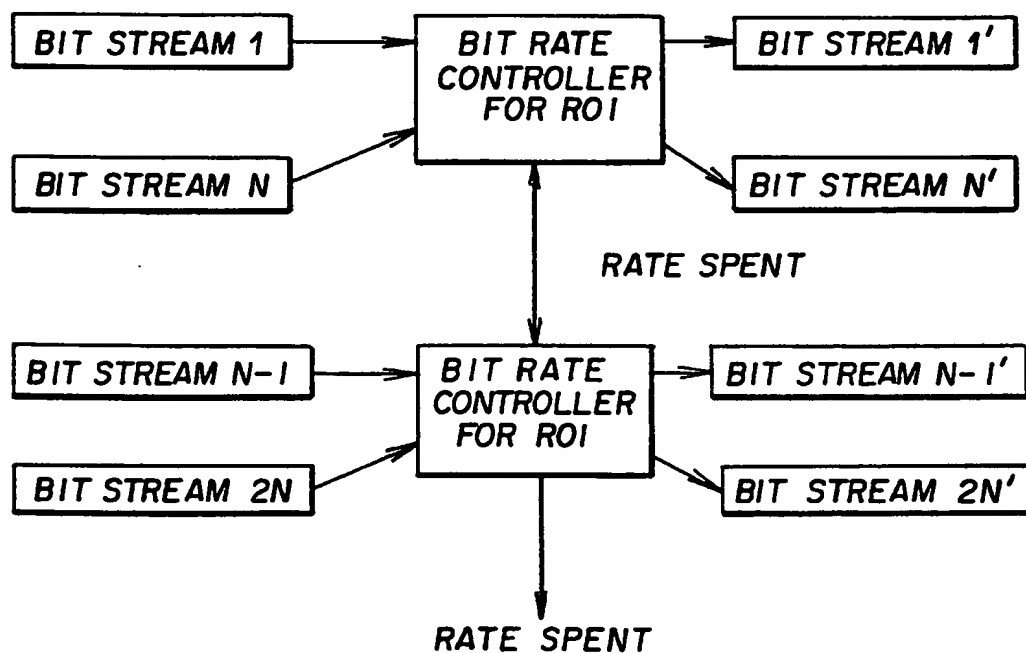 BIT STREAM 1
BIT RATE
CONTROLLER
FOR ROI
BIT STREAM 1'
BIT STREAM N
BIT STREAM N'
RATE SPENT
BIT STREAM N-1
BIT RATE
CONTROLLER
FOR ROI
BIT STREAM N-1'
BIT STREAM 2N
BIT STREAM 2N'
RATE SPENT